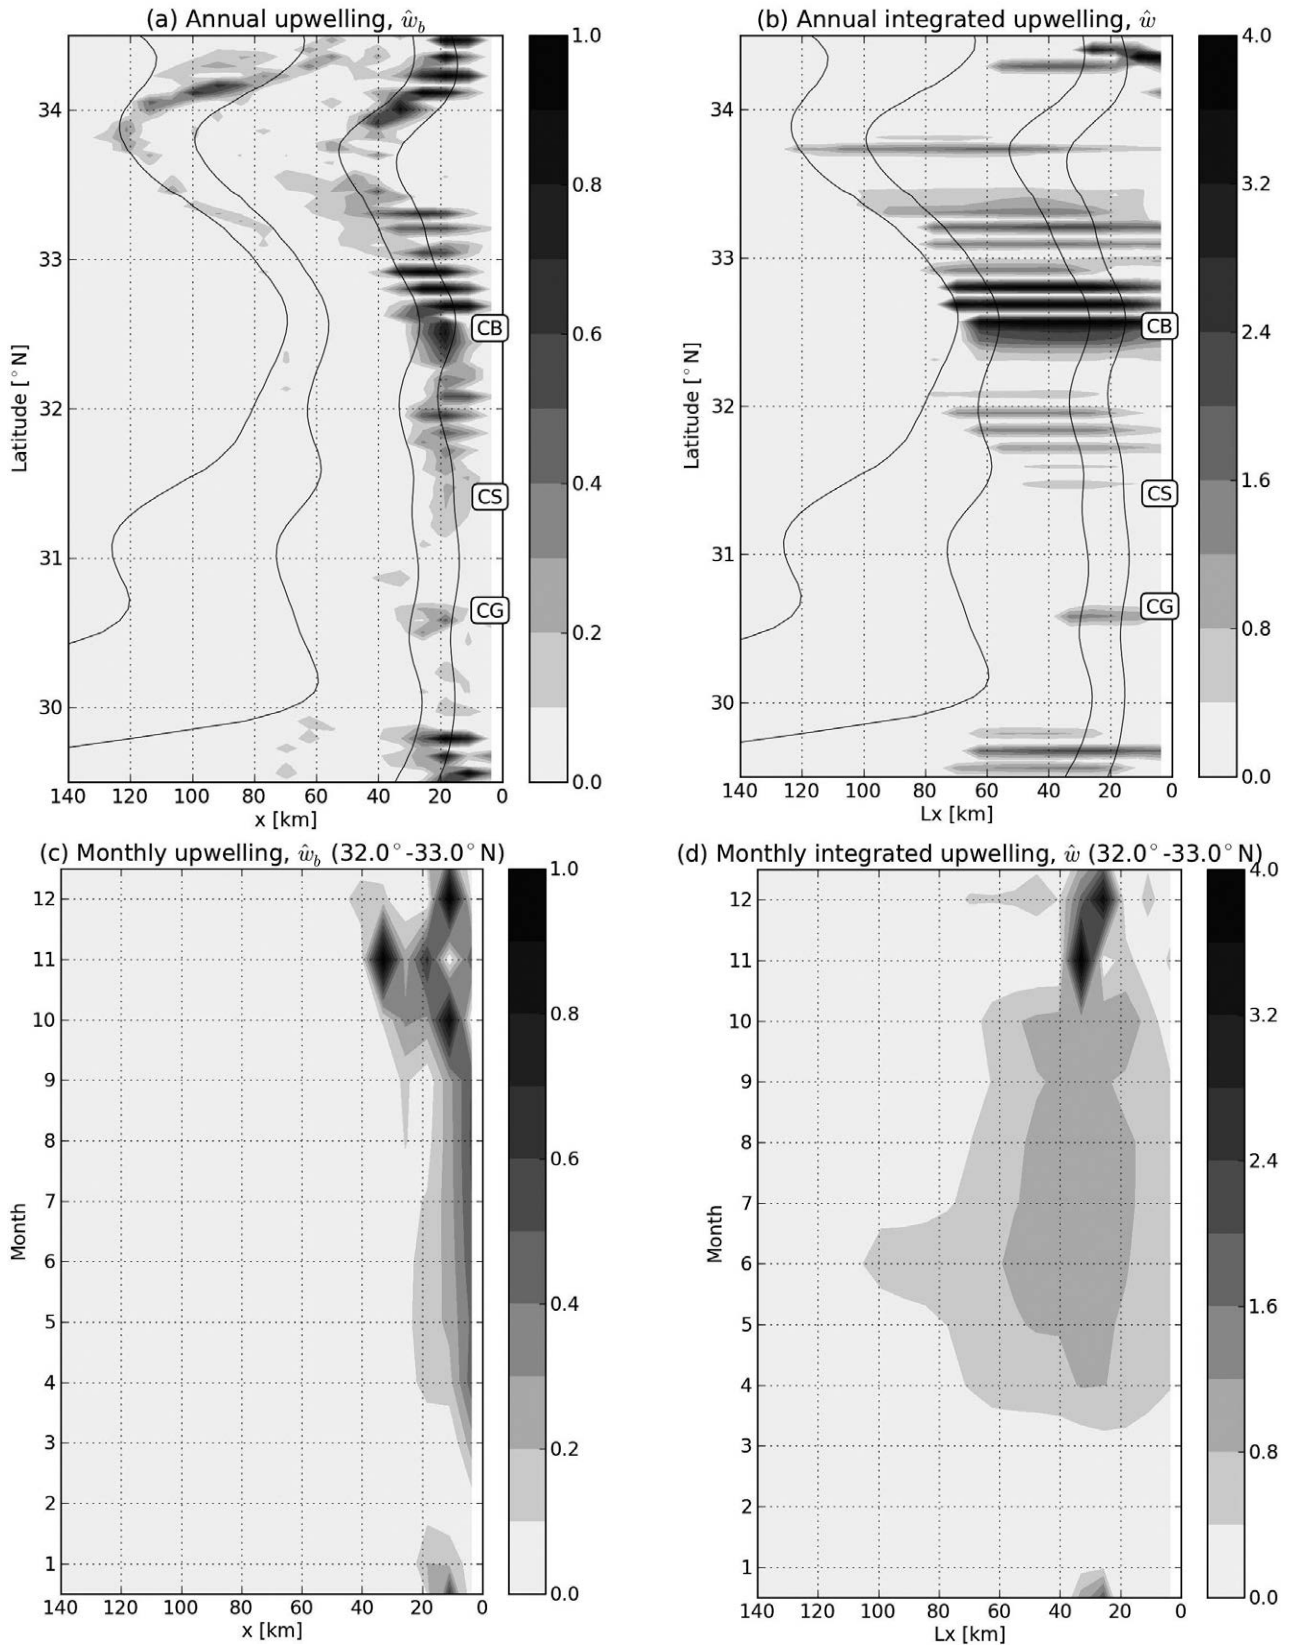 (a) Annual upwelling, ŵ_b
(b) Annual integrated upwelling, ŵ
Latitude [°N]
34
33
32
31
30
140 120 100 80 60 40 20 0
x [km]
CB
CS
CG
1.0
0.8
0.6
0.4
0.2
0.0
Latitude [°N]
34
33
32
31
30
140 120 100 80 60 40 20 0
Lx [km]
CB
CS
CG
4.0
3.2
2.4
1.6
0.8
0.0
(c) Monthly upwelling, ŵ_b (32.0°-33.0°N)
(d) Monthly integrated upwelling, ŵ (32.0°-33.0°N)
Month
12
11
10
9
8
7
6
5
4
3
2
1
140 120 100 80 60 40 20 0
x [km]
1.0
0.8
0.6
0.4
0.2
0.0
Month
12
11
10
9
8
7
6
5
4
3
2
1
140 120 100 80 60 40 20 0
Lx [km]
4.0
3.2
2.4
1.6
0.8
0.0